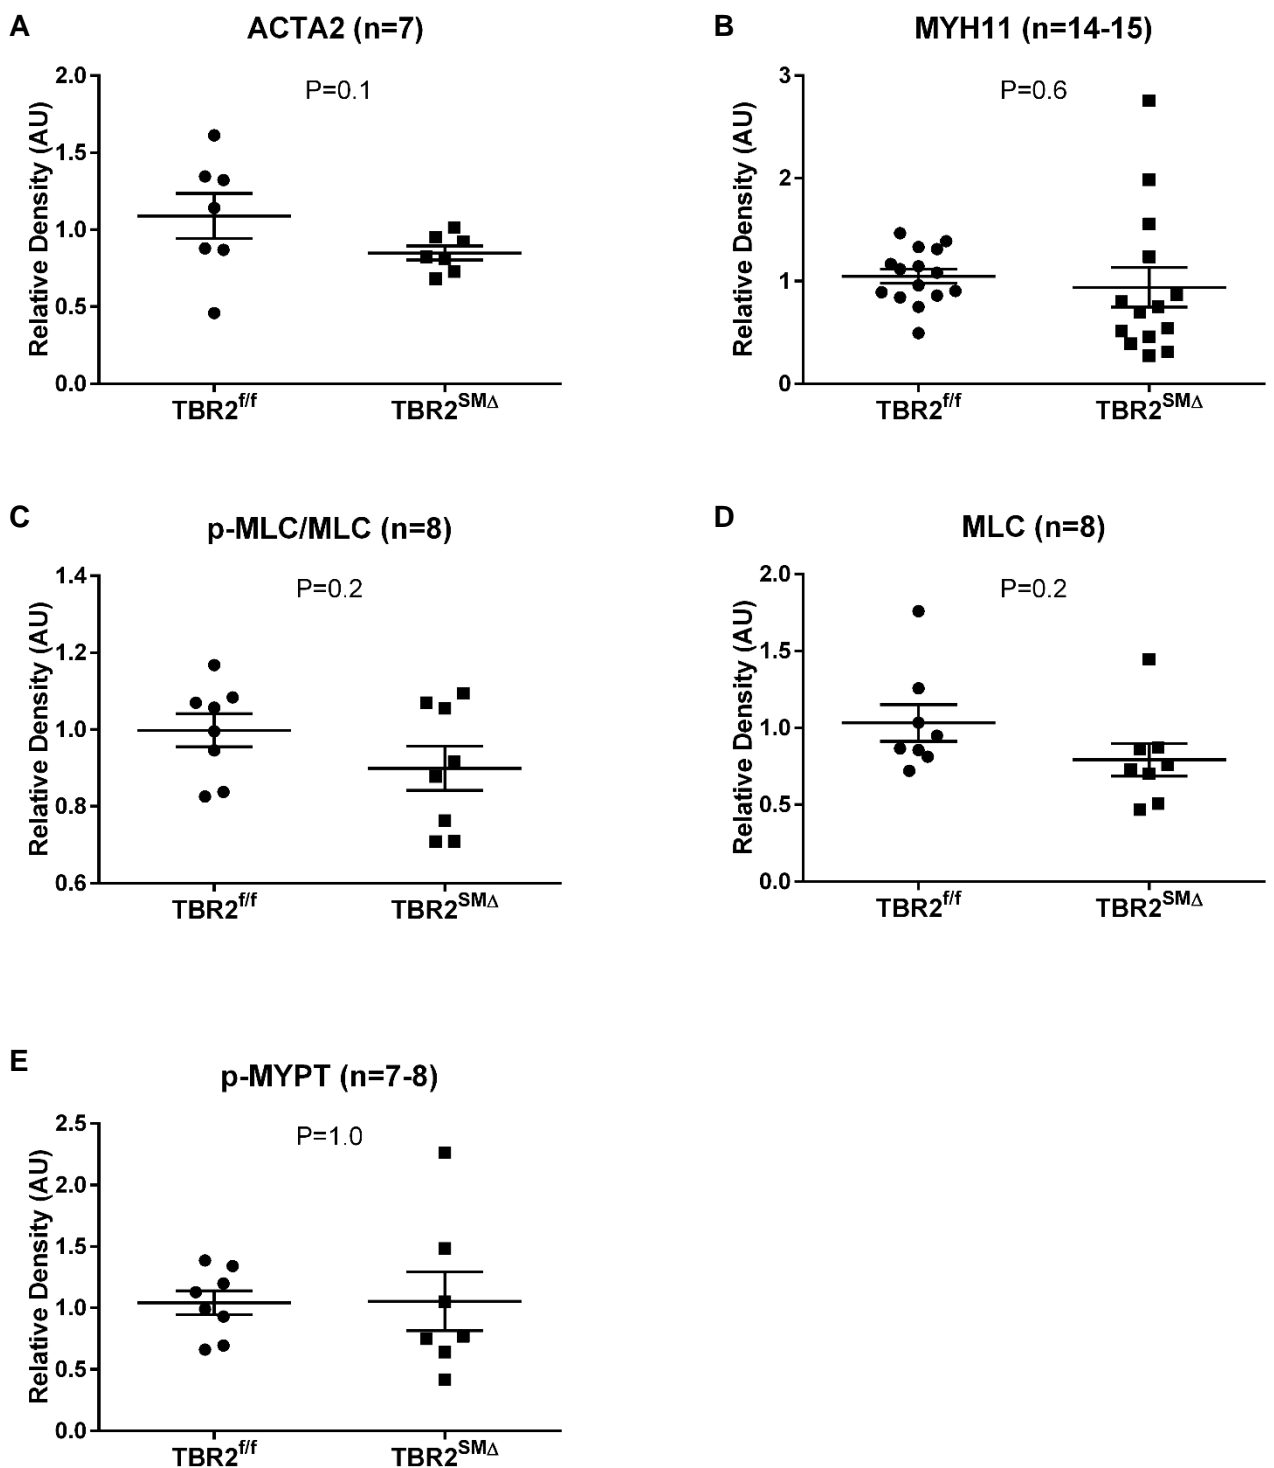 A
ACTA2 (n=7)
P=0.1
Relative Density (AU)
2.0
1.5
1.0
0.5
0.0
TBR2f/f
TBR2SMΔ
B
MYH11 (n=14-15)
P=0.6
Relative Density (AU)
3
2
1
0
TBR2f/f
TBR2SMΔ
C
p-MLC/MLC (n=8)
P=0.2
Relative Density (AU)
1.4
1.2
1.0
0.8
0.6
TBR2f/f
TBR2SMΔ
D
MLC (n=8)
P=0.2
Relative Density (AU)
2.0
1.5
1.0
0.5
0.0
TBR2f/f
TBR2SMΔ
E
p-MYPT (n=7-8)
P=1.0
Relative Density (AU)
2.5
2.0
1.5
1.0
0.5
0.0
TBR2f/f
TBR2SMΔ